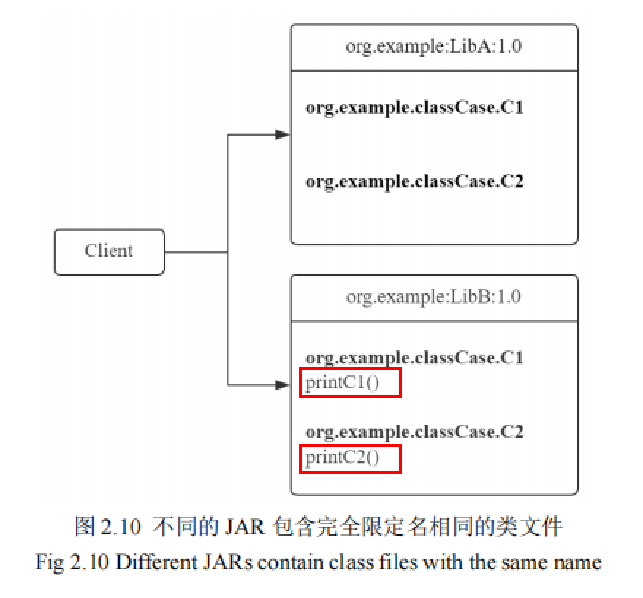 org.example:LibA:1.0
org.example.classCase.C1
org.example.classCase.C2
Client
org.example:LibB:1.0
org.example.classCase.C1
printC1()
org.example.classCase.C2
printC2()
图 2.10 不同的 JAR 包含完全限定名相同的类文件
Fig 2.10 Different JARs contain class files with the same name